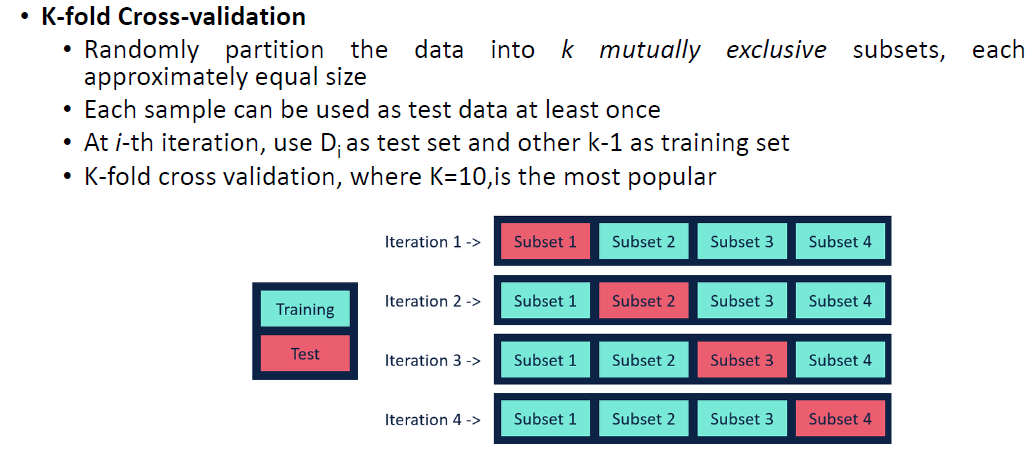 • K-fold Cross-validation
• Randomly partition the data into k mutually exclusive subsets, each
approximately equal size
• Each sample can be used as test data at least once
• At i-th iteration, use Di as test set and other k-1 as training set
• K-fold cross validation, where K=10,is the most popular
Iteration 1 -> Subset 1 Subset 2 Subset 3 Subset 4
Iteration 2 -> Subset 1 Subset 2 Subset 3 Subset 4
Training
Test
Iteration 3 -> Subset 1 Subset 2 Subset 3 Subset 4
Iteration 4 -> Subset 1 Subset 2 Subset 3 Subset 4